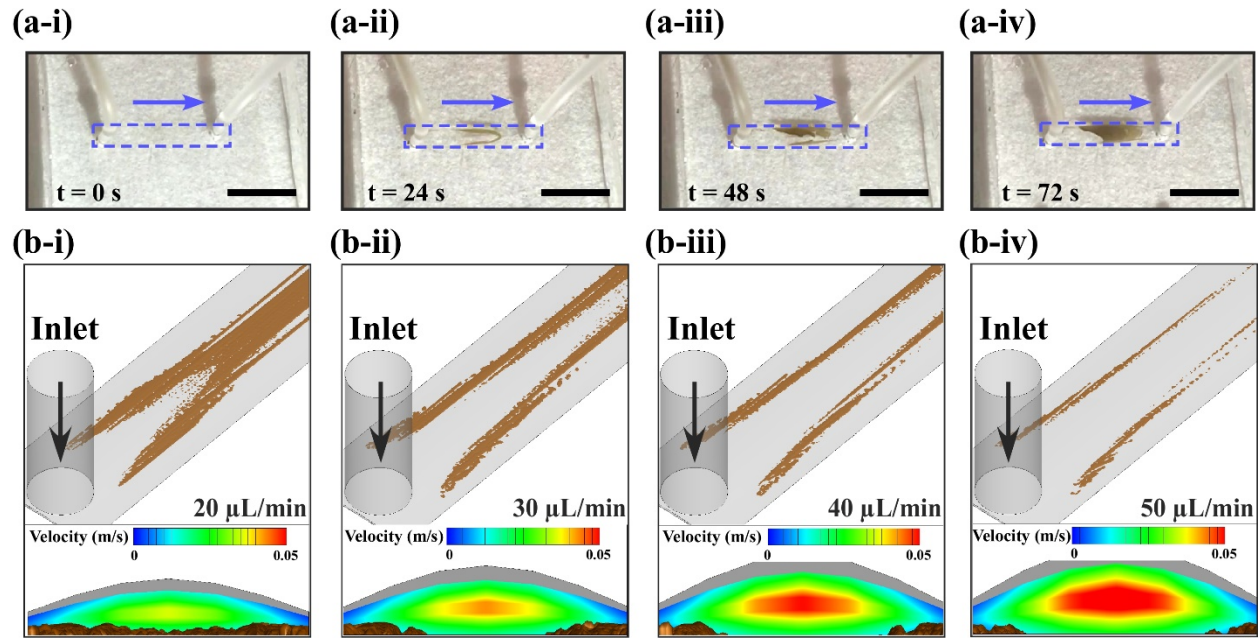 (a-i) (a-ii) (a-iii) (a-iv)
t = 0 s t = 24 s t = 48 s t = 72 s
(b-i) (b-ii) (b-iii) (b-iv)
Inlet Inlet Inlet Inlet
20 µL/min 30 µL/min 40 µL/min 50 µL/min
Velocity (m/s) Velocity (m/s) Velocity (m/s) Velocity (m/s)
0 0.05 0 0.05 0 0.05 0 0.05